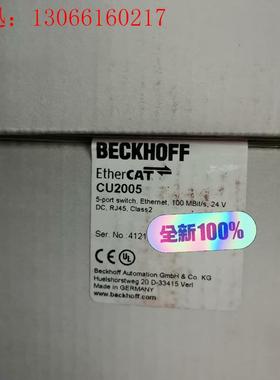 : 13066160217
BECKHOFF
EtherCAT
CU2005
5-port switch, Ethernet, 100 MBit/s, 24 V
DC, RJ45, Class2
全新100%
Ser. No.: 4121
Beckhoff Automation GmbH & Co. KG
Huelshorstweg 20 D-33415 Verl
Made in GERMANY
www.beckhoff.com